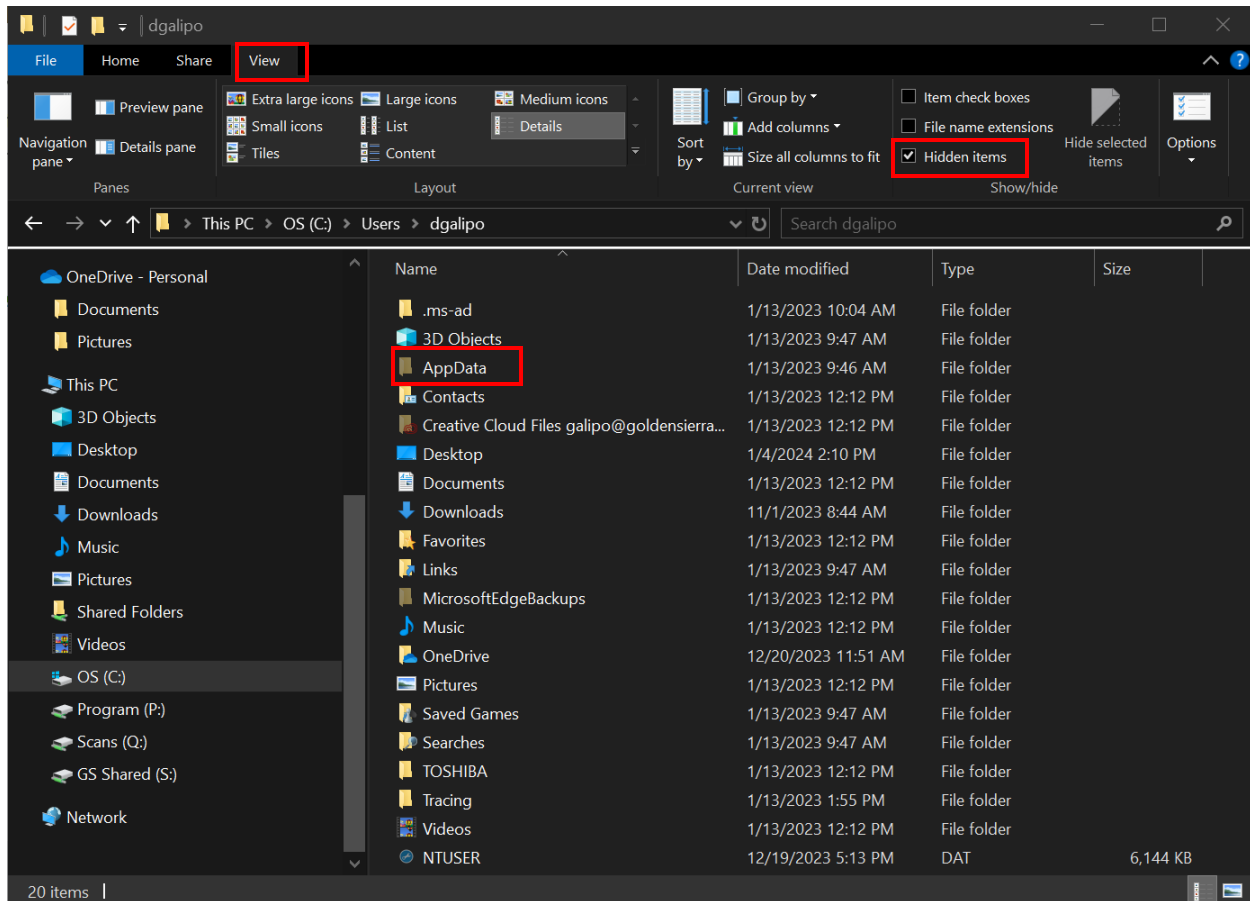 dgalipo
File Home Share View
Preview pane Extra large icons Large icons Medium icons Group by Item check boxes
Small icons List Details Add columns File name extensions
Navigation pane Details pane Tiles Content Sort by Size all columns to fit Hidden items Hide selected items Options
Panes Layout Current view Show/hide
This PC > OS (C:) > Users > dgalipo Search dgalipo
OneDrive - Personal
Documents
Pictures
This PC
3D Objects
Desktop
Documents
Downloads
Music
Pictures
Shared Folders
Videos
OS (C:)
Program (P:)
Scans (Q:)
GS Shared (S:)
Network
Name Date modified Type Size
.ms-ad 1/13/2023 10:04 AM File folder
3D Objects 1/13/2023 9:47 AM File folder
AppData 1/13/2023 9:46 AM File folder
Contacts 1/13/2023 12:12 PM File folder
Creative Cloud Files galipo@goldensierra... 1/13/2023 12:12 PM File folder
Desktop 1/4/2024 2:10 PM File folder
Documents 1/13/2023 12:12 PM File folder
Downloads 11/1/2023 8:44 AM File folder
Favorites 1/13/2023 12:12 PM File folder
Links 1/13/2023 9:47 AM File folder
MicrosoftEdgeBackups 1/13/2023 12:12 PM File folder
Music 1/13/2023 12:12 PM File folder
OneDrive 12/20/2023 11:51 AM File folder
Pictures 1/13/2023 12:12 PM File folder
Saved Games 1/13/2023 9:47 AM File folder
Searches 1/13/2023 9:47 AM File folder
TOSHIBA 1/13/2023 12:12 PM File folder
Tracing 1/13/2023 1:55 PM File folder
Videos 1/13/2023 12:12 PM File folder
NTUSER 12/19/2023 5:13 PM DAT 6,144 KB
20 items